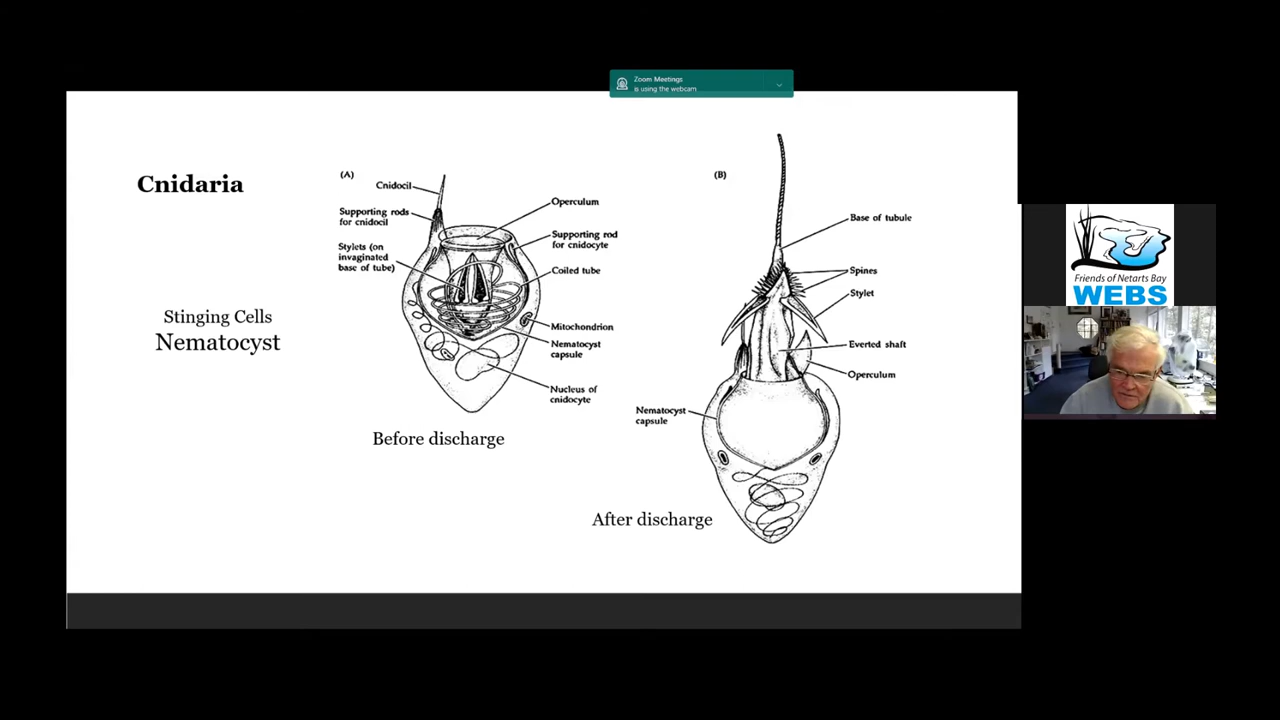 Zoom Meetings
is using the webcam
Cnidaria
Stinging Cells
Nematocyst
(A)
Cnidocil
Supporting rods
for cnidocil
Stylets (on
invaginated
base of tube)
Operculum
Supporting rod
for cnidocyte
Coiled tube
Mitochondrion
Nematocyst
capsule
Nucleus of
cnidocyte
Before discharge
(B)
Base of tubule
Spines
Stylet
Everted shaft
Operculum
Nematocyst
capsule
After discharge
Friends of Netarts Bay
WEBS